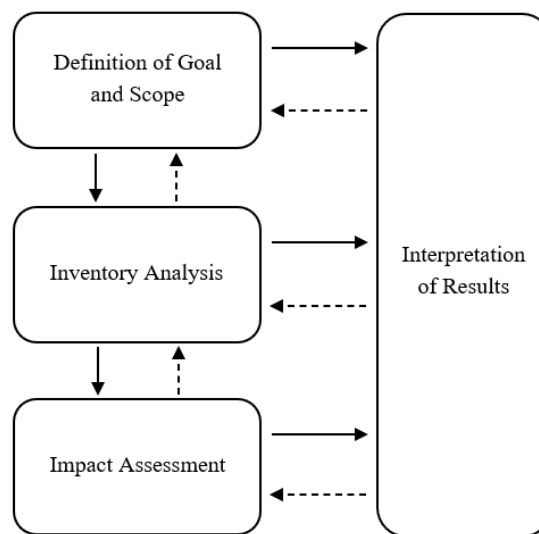 Definition of Goal
and Scope
Inventory Analysis
Interpretation
of Results
Impact Assessment